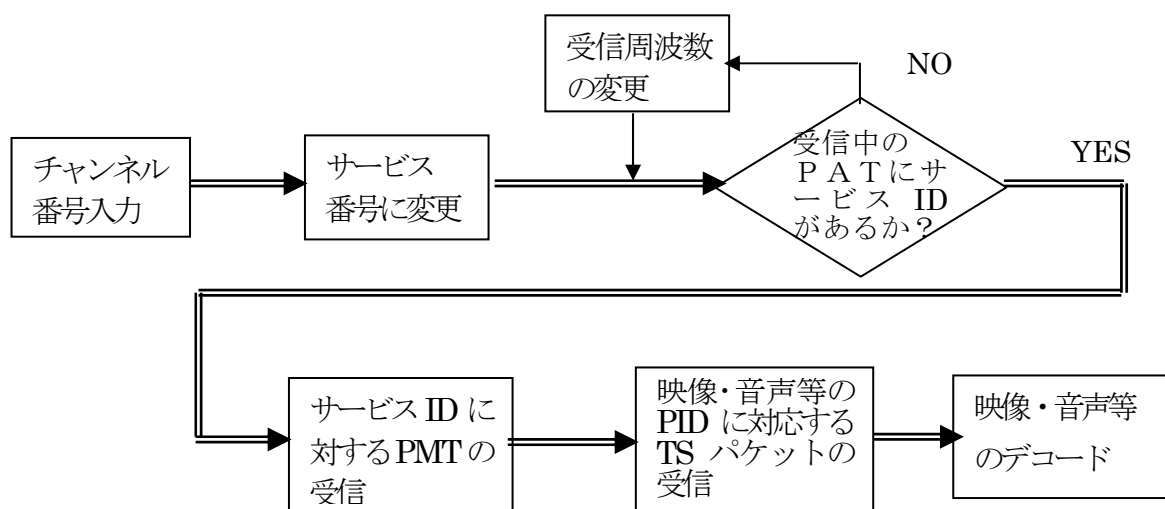 受信周波数
の変更
NO
チャンネル
番号入力
サービス
番号に変更
受信中の
ＰＡＴにサ
ービス ID
があるか？
YES
サービス ID に
対する PMT の
受信
映像・音声等の
PID に対応する
TS パケットの
受信
映像・音声等
のデコード